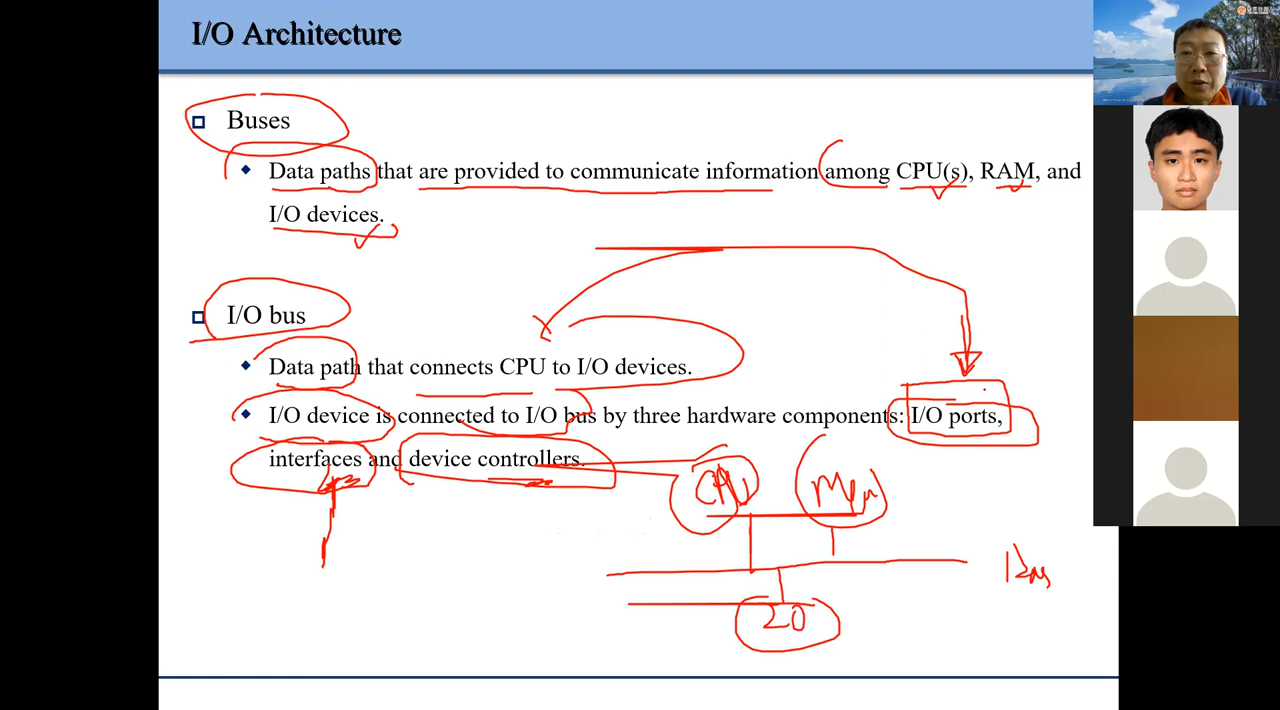 I/O Architecture
Buses
Data paths that are provided to communicate information among CPU(s), RAM, and
I/O devices.
I/O bus
Data path that connects CPU to I/O devices.
I/O device is connected to I/O bus by three hardware components: I/O ports,
interfaces and device controllers.
CPU